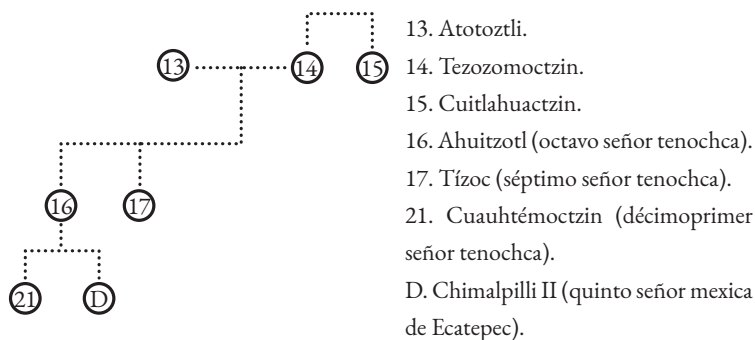 13
14
15
16
17
21
D
13. Atotoztli.
14. Tezozomoctzin.
15. Cuitlahuactzin.
16. Ahuitzotl (octavo señor tenochca).
17. Tízoc (séptimo señor tenochca).
21. Cuauhtémoctzin (décimoprimer
señor tenochca).
D. Chimalpilli II (quinto señor mexica
de Ecatepec).